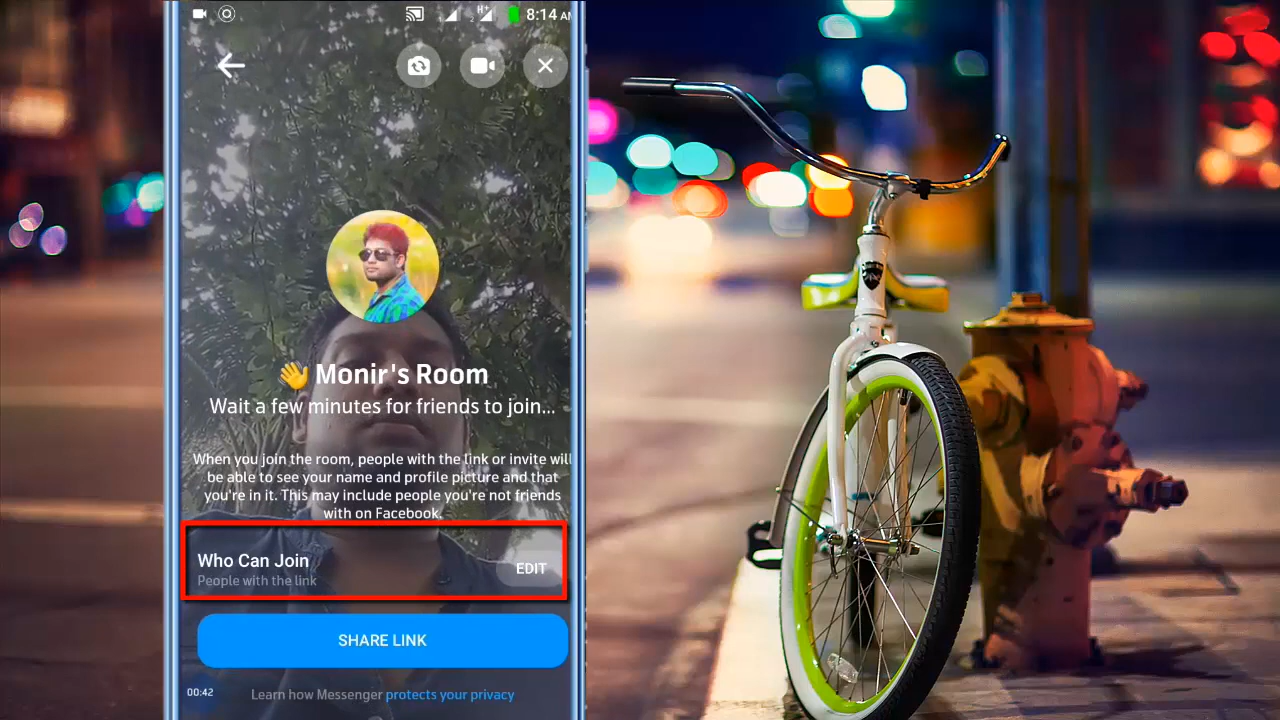 8:14 AM
👋 Monir's Room
Wait a few minutes for friends to join...
When you join the room, people with the link or invite will
be able to see your name and profile picture and that
you're in it. This may include people you're not friends
with on Facebook.
Who Can Join
EDIT
People with the link
SHARE LINK
00:42
Learn how Messenger protects your privacy